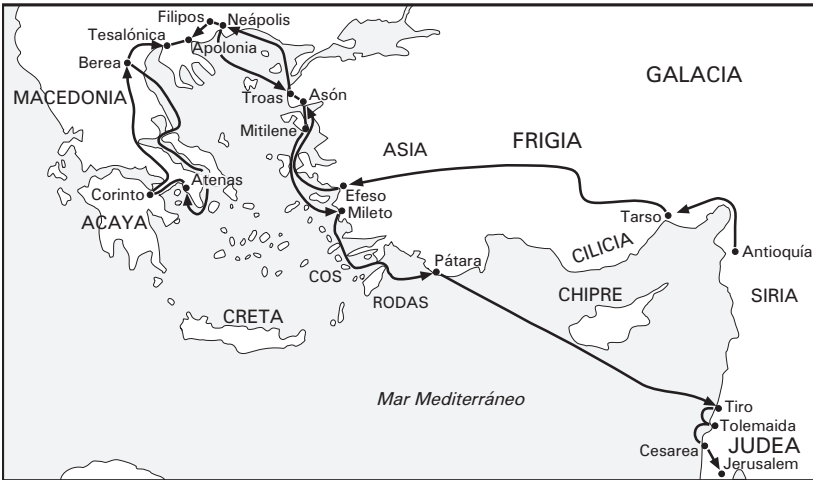 Filipos
Neápolis
Tesalónica
Apolonia
Berea
GALACIA
MACEDONIA
Troas
Asón
Mitilene
FRIGIA
ASIA
Atenas
Corinto
Efeso
Mileto
ACAYA
Tarso
CILICIA
Antioquía
Pátara
COS
RODAS
CHIPRE
SIRIA
CRETA
Mar Mediterráneo
Tiro
Tolemaida
Cesarea
JUDEA
Jerusalem